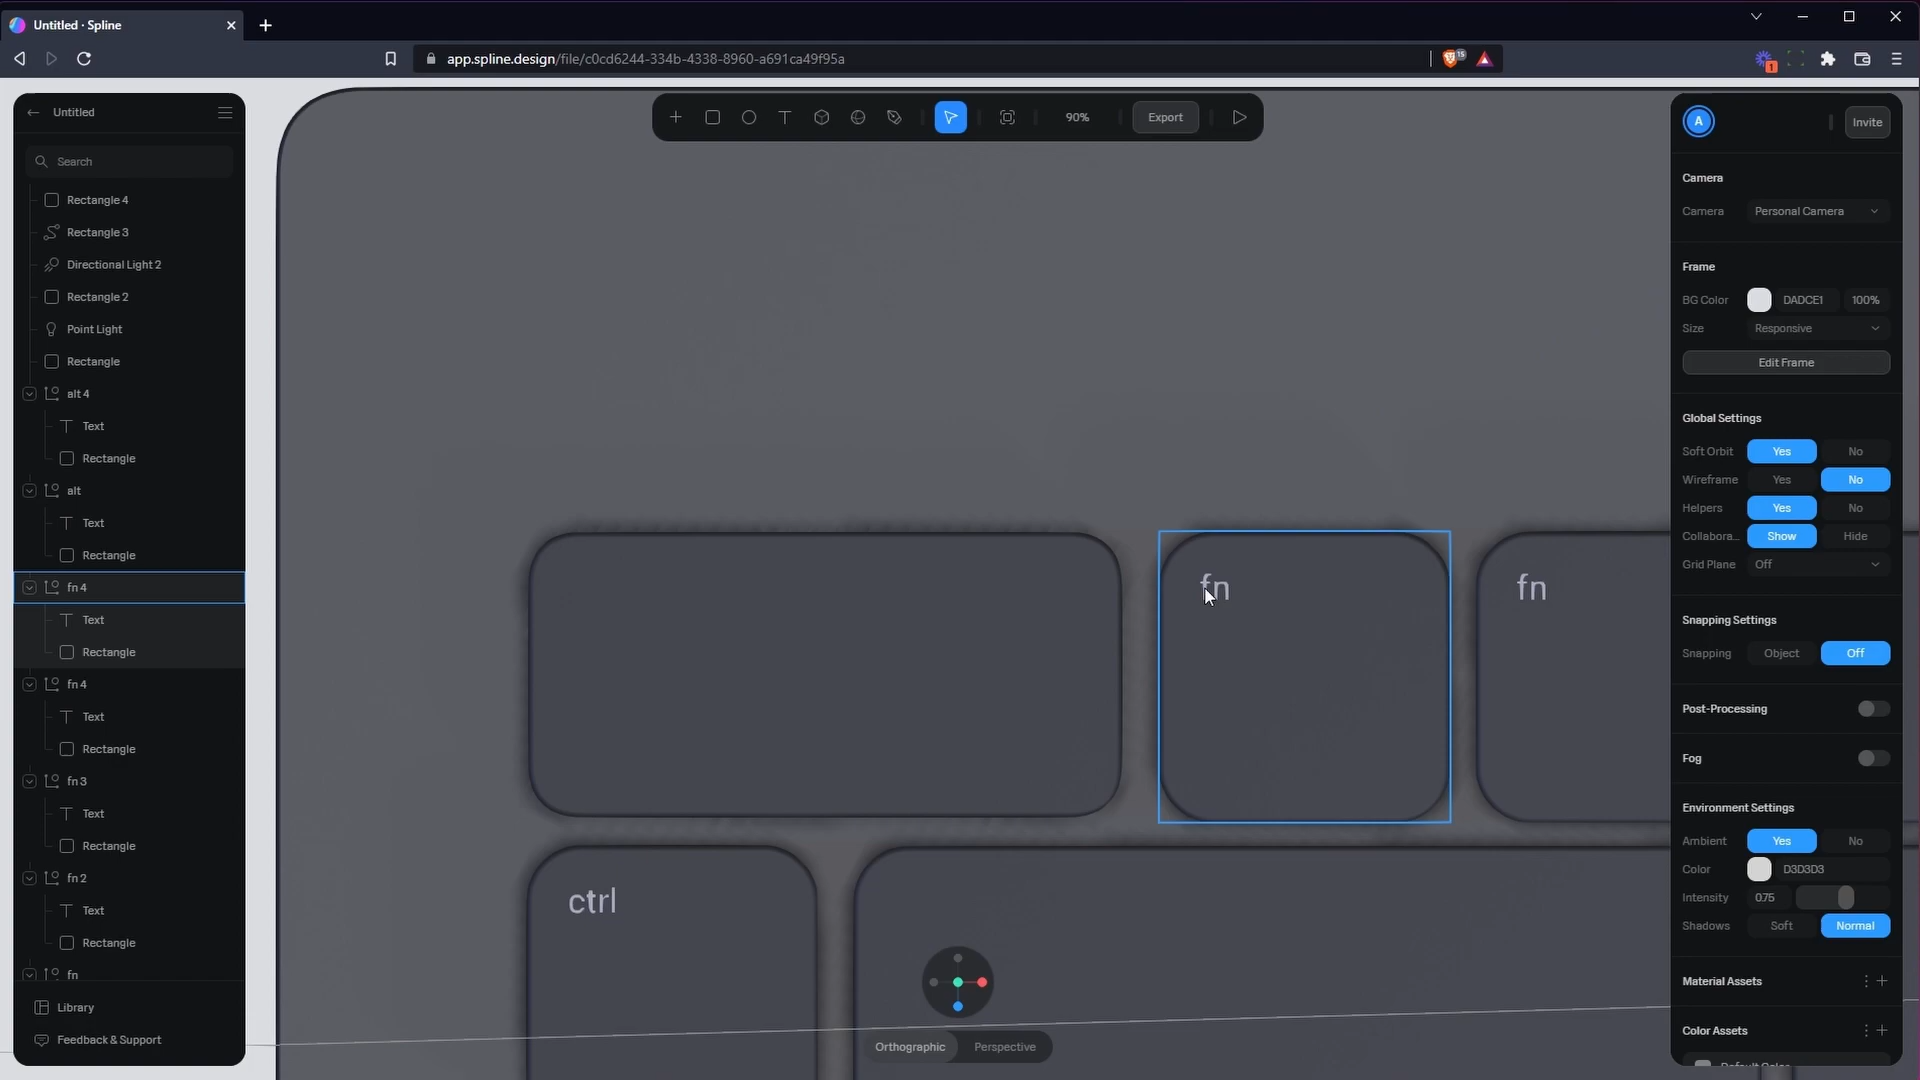 Untitled · Spline
app.spline.design/file/c0cd6244-334b-4338-8960-a691ca49f95a
15
1
Untitled
Search
Rectangle 4
Rectangle 3
Directional Light 2
Rectangle 2
Point Light
Rectangle
alt 4
Text
Rectangle
alt
Text
Rectangle
fn 4
Text
Rectangle
fn 4
Text
Rectangle
fn 3
Text
Rectangle
fn 2
Text
Rectangle
fn
Library
Feedback & Support
90%
Export
fn
fn
ctrl
Orthographic
Perspective
A
Invite
Camera
Camera Personal Camera
Frame
BG Color DADCE1 100%
Size Responsive
Edit Frame
Global Settings
Soft Orbit Yes No
Wireframe Yes No
Helpers Yes No
Collabora... Show Hide
Grid Plane Off
Snapping Settings
Snapping Object Off
Post-Processing
Fog
Environment Settings
Ambient Yes No
Color D3D3D3
Intensity 0.75
Shadows Soft Normal
Material Assets
Color Assets
Default Color